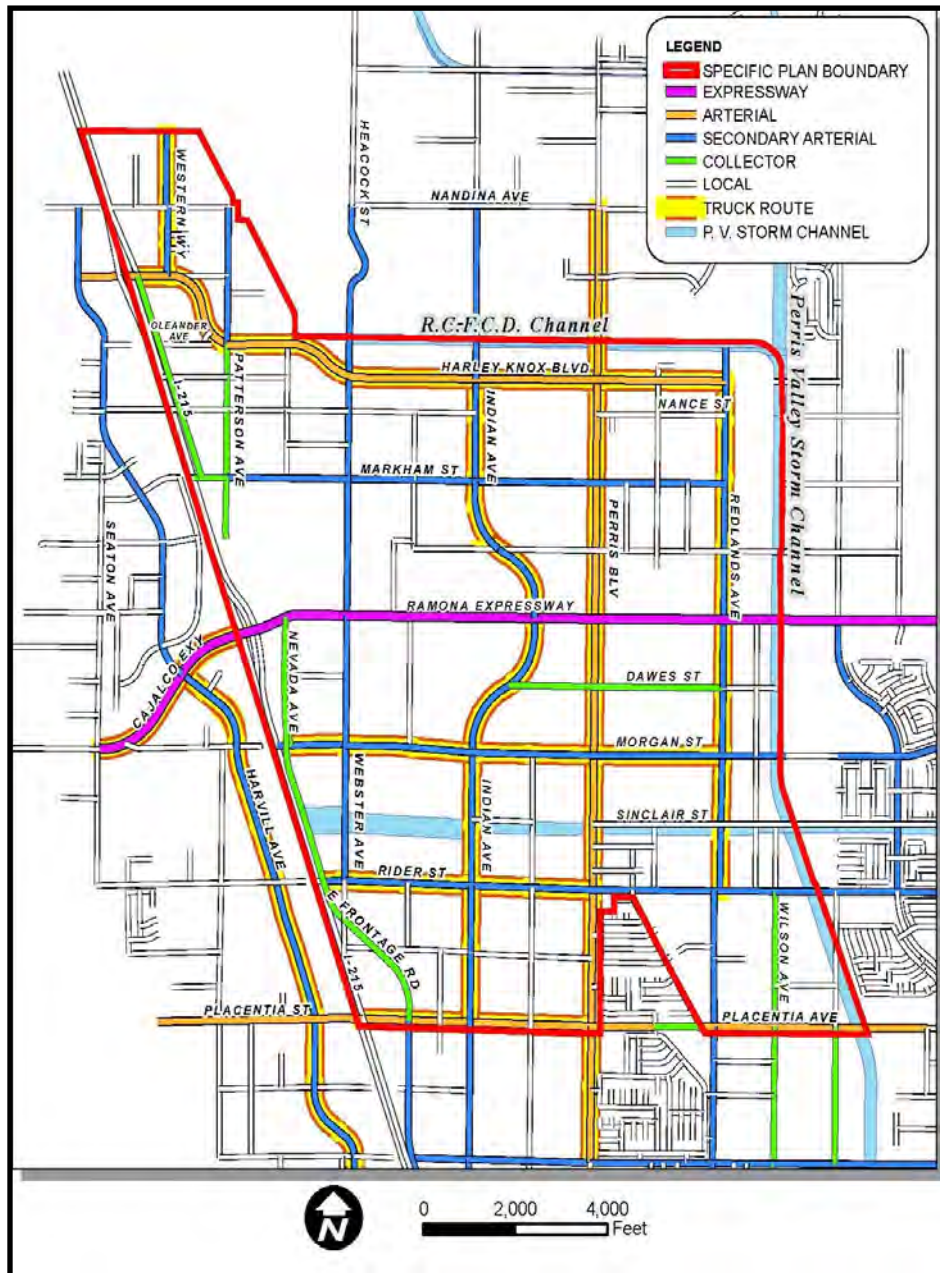 LEGEND
SPECIFIC PLAN BOUNDARY
EXPRESSWAY
ARTERIAL
SECONDARY ARTERIAL
COLLECTOR
LOCAL
TRUCK ROUTE
P. V. STORM CHANNEL
HEACOCK ST
WESTERN WY
NANDINA AVE
Perris Valley Storm Channel
R.C.F.C.D. Channel
OLEANDER
AVE
HARLEY KNOX BLVD
PATTERSON AVE
I-215
INDIAN AVE
NANCE ST
MARKHAM ST
SEATON AVE
PERRIS BLV
REDLANDS AVE
RAMONA EXPRESSWAY
CAJALCO EXY
NEVADA AVE
DAWES ST
MORGAN ST
HARVILL AVE
WEBSTER AVE
INDIAN AVE
SINCLAIR ST
RIDER ST
E FRONTAGE RD
WILSON AVE
I-215
PLACENTIA ST
PLACENTIA AVE
N
0 2,000 4,000
Feet